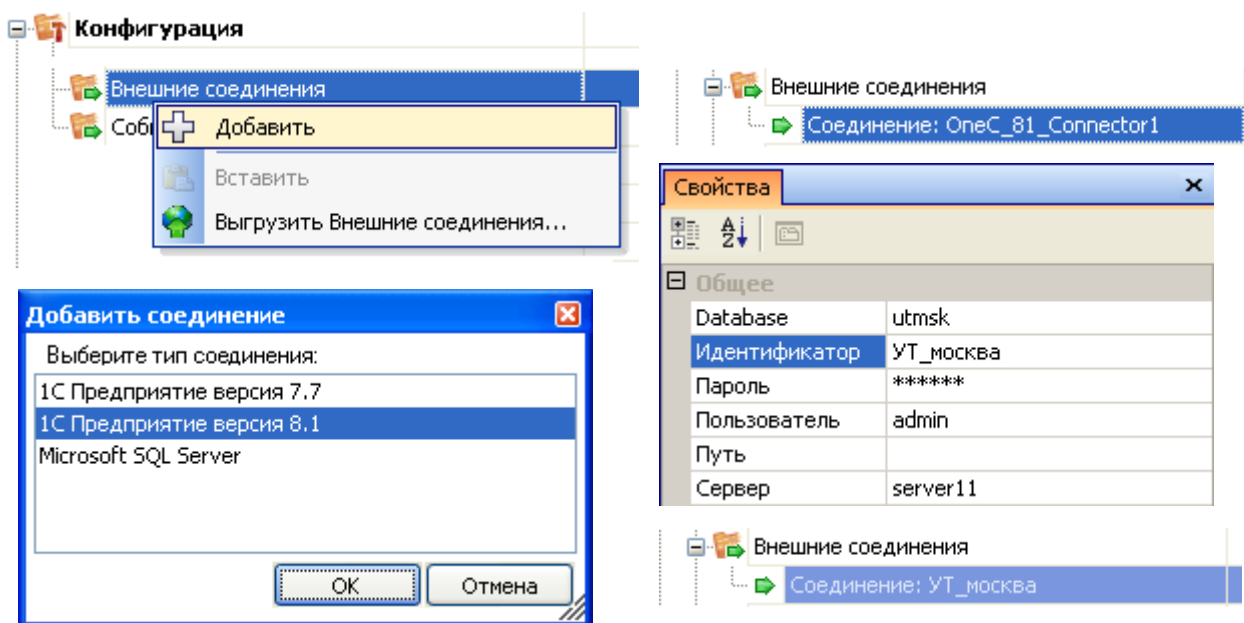 Конфигурация
Внешние соединения
Соб
Добавить
Вставить
Выгрузить Внешние соединения...
Добавить соединение
Выберите тип соединения:
1С Предприятие версия 7.7
1С Предприятие версия 8.1
Microsoft SQL Server
ОК
Отмена
Внешние соединения
Соединение: OneC_81_Connector1
Свойства
Общее
Database utmsk
Идентификатор УТ_москва
Пароль ******
Пользователь admin
Путь
Сервер server11
Внешние соединения
Соединение: УТ_москва